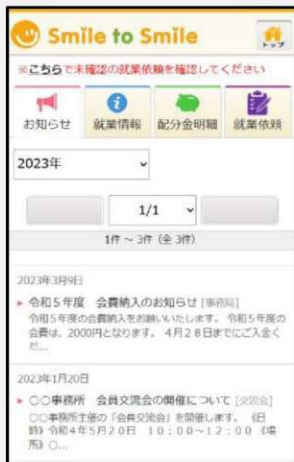 Smile to Smile
トップ
※こちらで未確認の就業依頼を確認してください
お知らせ
就業情報
配分金明細
就業依頼
2023年
1/1
1件 ～ 3件 (全 3件)
2023年3月9日
令和5年度 会費納入のお知らせ [事務局]
令和5年度の会費納入をお願いいたします。 令和5年度の
会費は、2000円となります。 4月28日までにご入金く
だ...
2023年1月20日
○○事務所 会員交流会の開催について [交流会]
○○事務所主催の「会員交流会」を開催します。 《日
時》令和4年5月20日 10：00～12：00 《場
所》○...